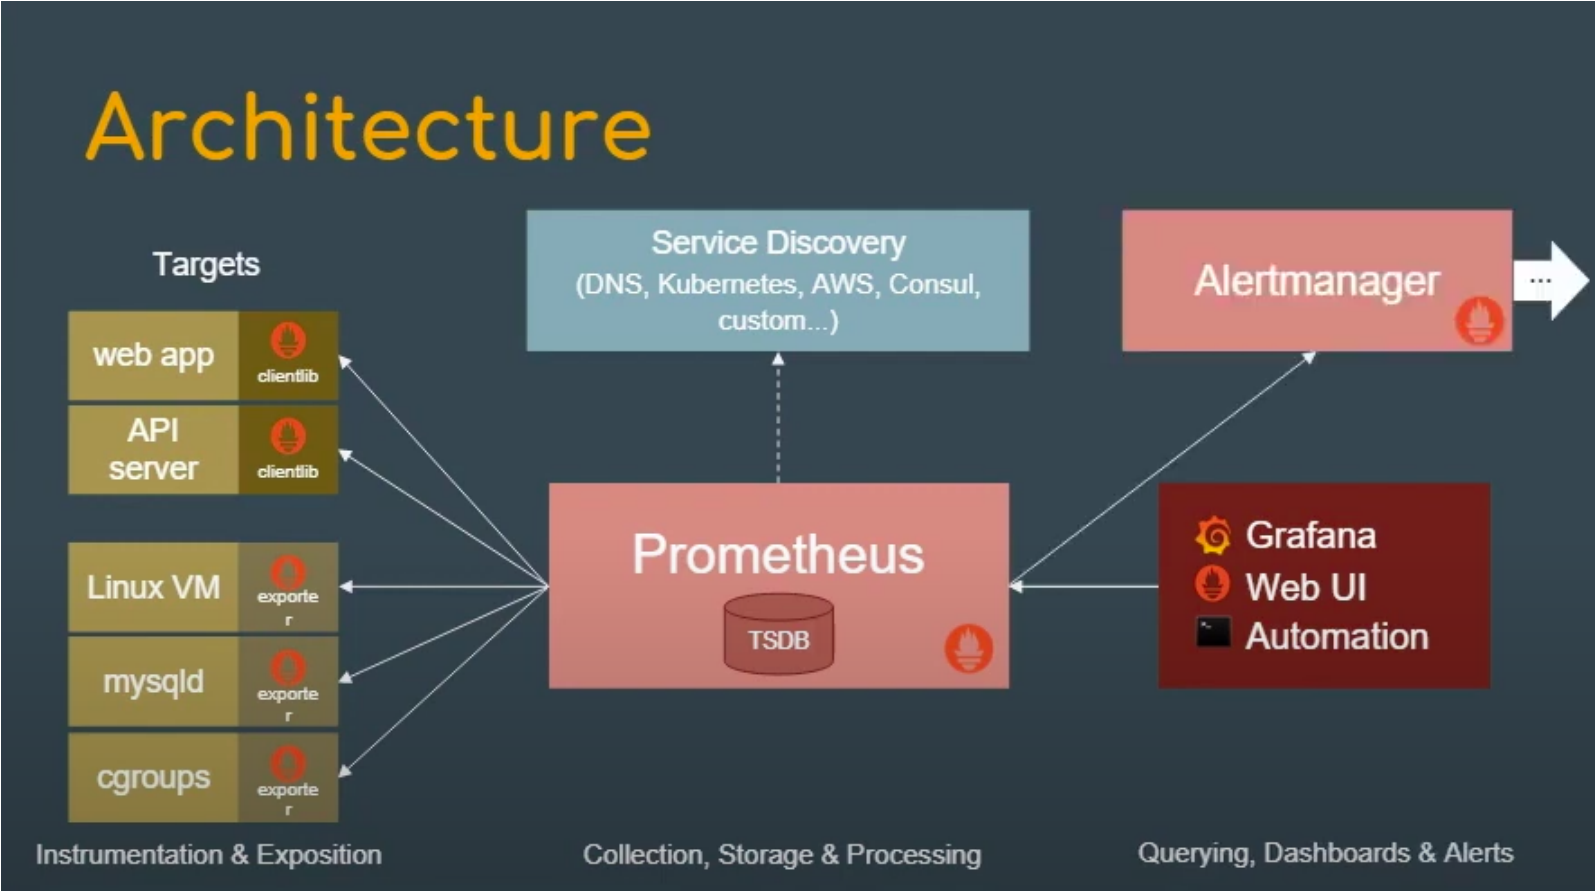 Architecture
Targets
web app
clientlib
API
server
clientlib
Linux VM
exporte
r
mysqld
exporte
r
cgroups
exporte
r
Instrumentation & Exposition
Service Discovery
(DNS, Kubernetes, AWS, Consul,
custom...)
Prometheus
TSDB
Collection, Storage & Processing
Alertmanager
...
Grafana
Web UI
Automation
Querying, Dashboards & Alerts